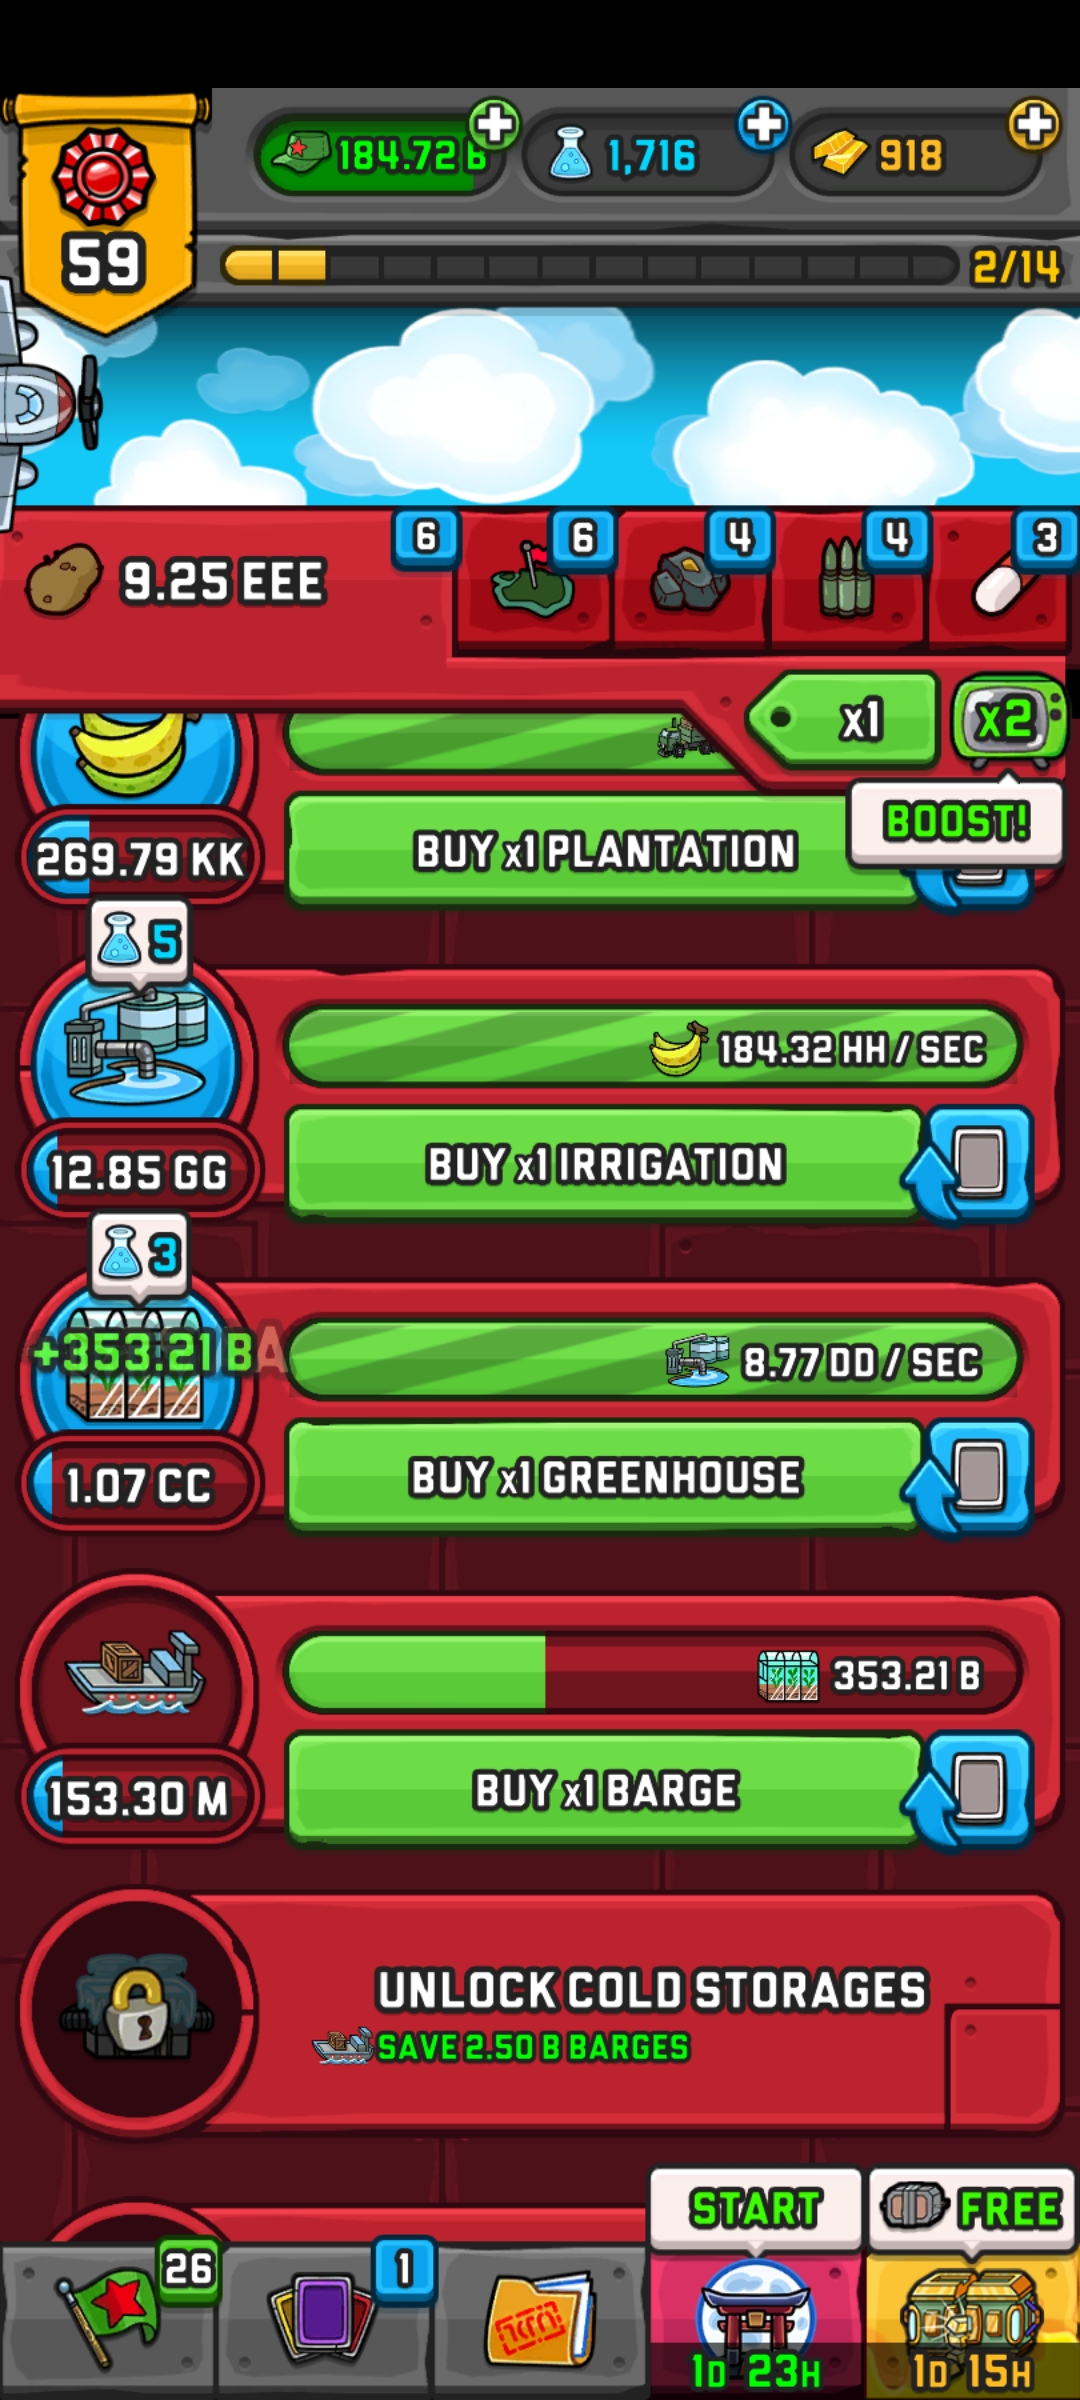 184.72 B
1,716
918
59
2/14
9.25 EEE
6
6
4
4
3
x1
x2
BOOST!
269.79 KK
BUY x1 PLANTATION
5
184.32 HH / SEC
12.85 GG
BUY x1 IRRIGATION
3
+353.21 BA
8.77 DD / SEC
1.07 CC
BUY x1 GREENHOUSE
353.21 B
153.30 M
BUY x1 BARGE
UNLOCK COLD STORAGES
SAVE 2.50 B BARGES
START
FREE
26
1
1D 23H
1D 15H